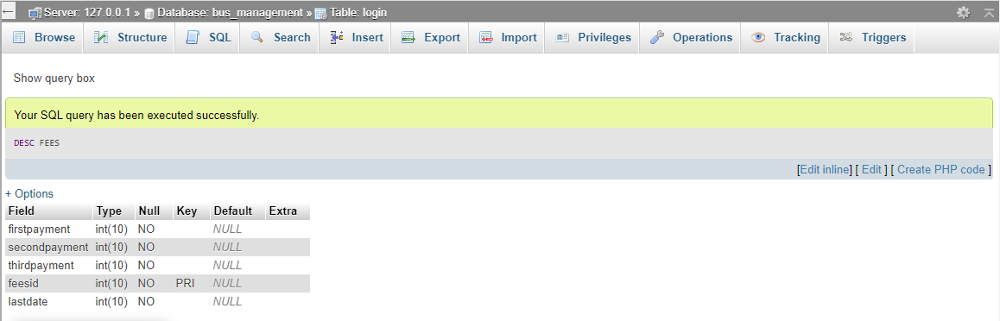 ← Server: 127.0.0.1 » Database: bus_management » Table: login
Browse Structure SQL Search Insert Export Import Privileges Operations Tracking Triggers
Show query box
Your SQL query has been executed successfully.
DESC FEES
[Edit inline] [ Edit ] [ Create PHP code ]
+ Options
Field Type Null Key Default Extra
firstpayment int(10) NO NULL
secondpayment int(10) NO NULL
thirdpayment int(10) NO NULL
feesid int(10) NO PRI NULL
lastdate int(10) NO NULL